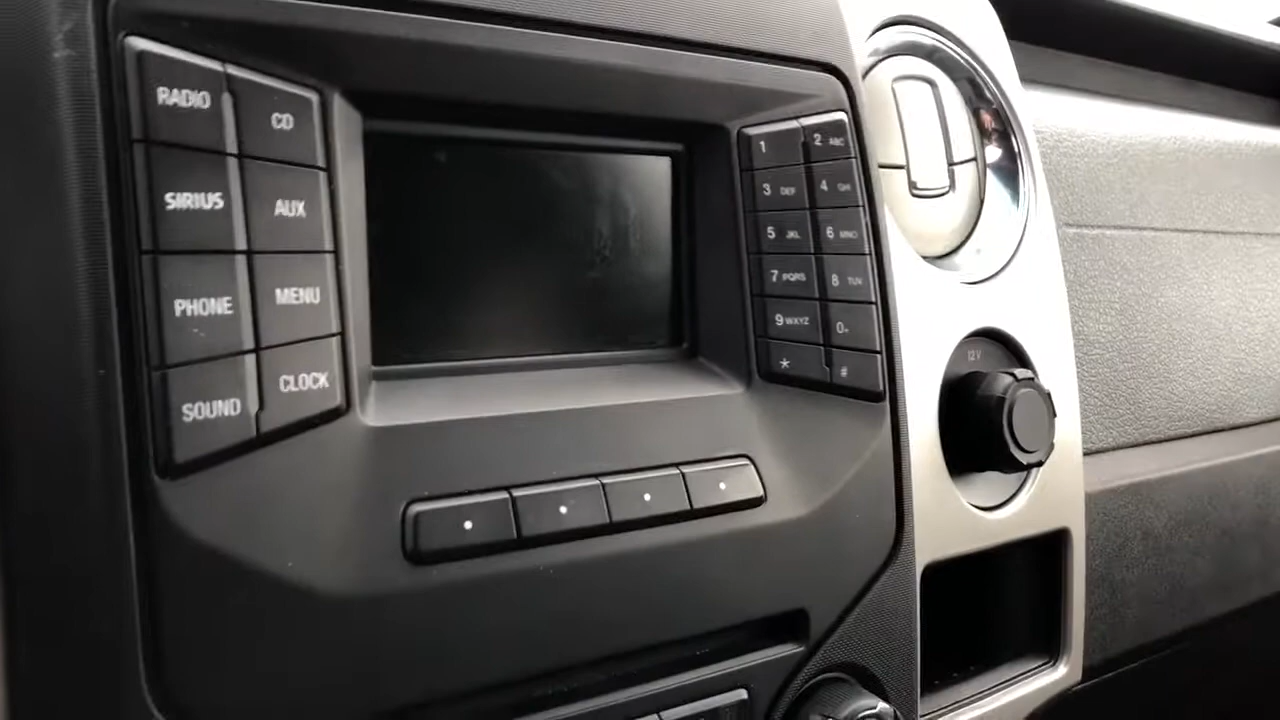 RADIO
CD
SIRIUS
AUX
PHONE
MENU
SOUND
CLOCK
1
2 ABC
3 DEF
4 GHI
5 JKL
6 MNO
7 PQRS
8 TUV
9 WXYZ
0
*
#
12V